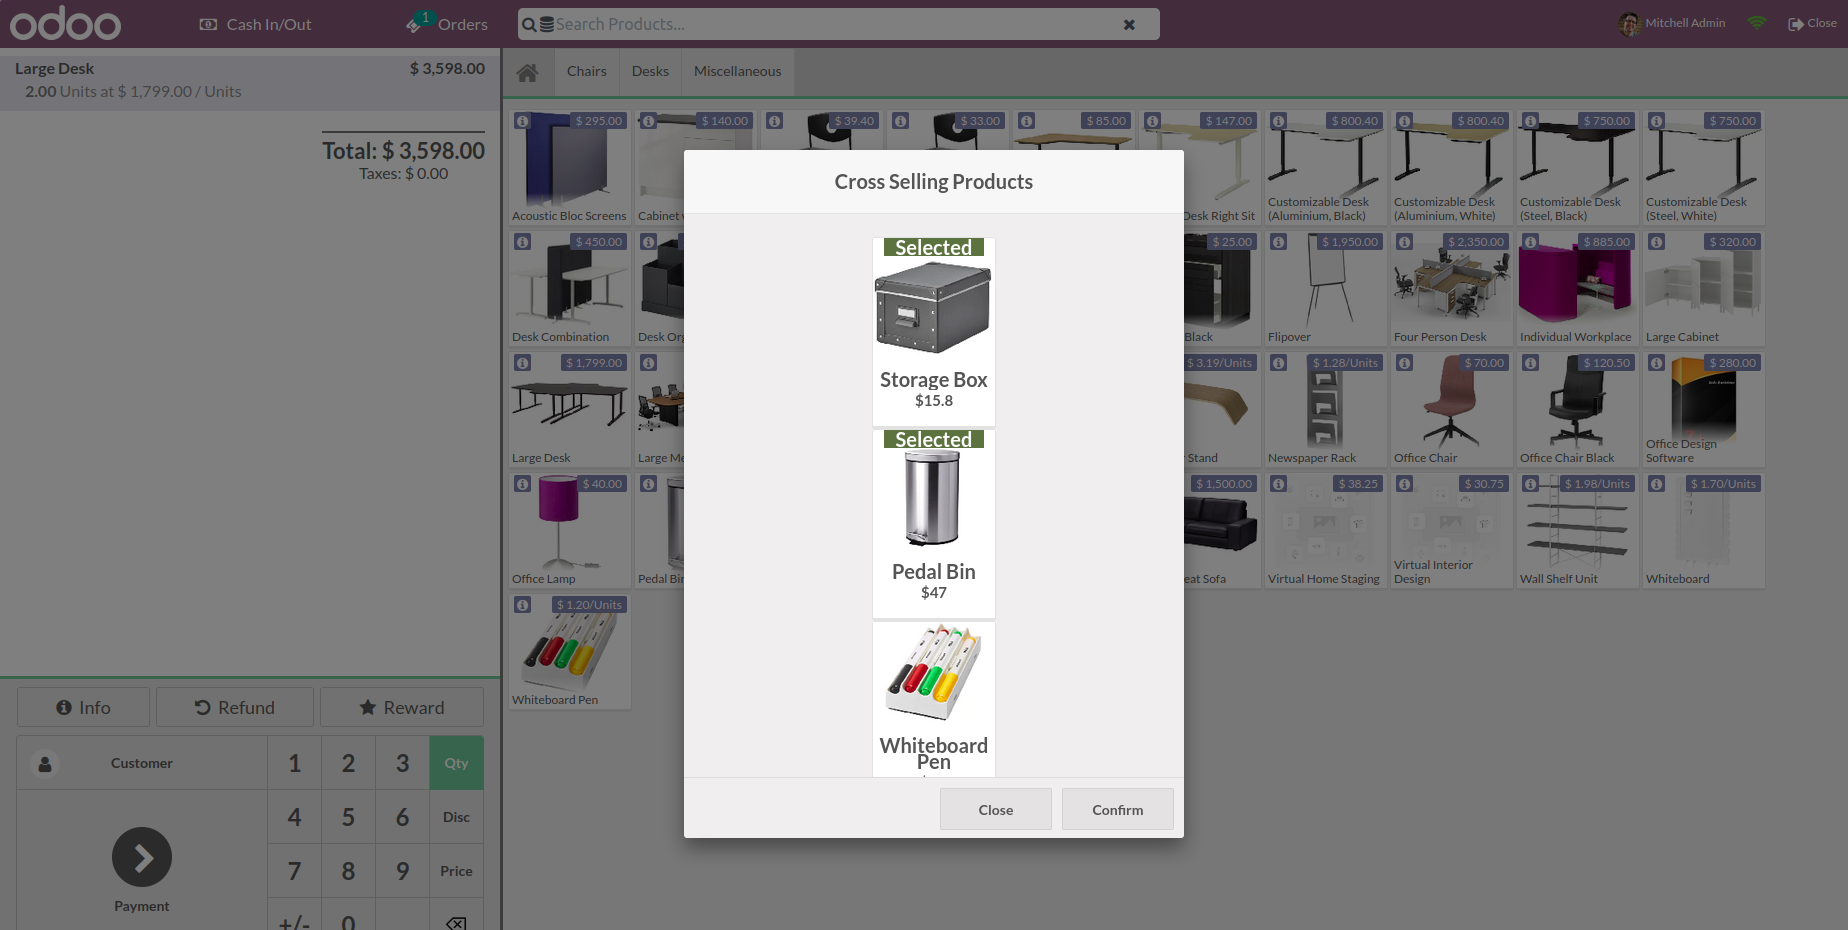 odoo
Cash In/Out
1
Orders
Search Products...
Mitchell Admin
Close
Large Desk
$ 3,598.00
2.00 Units at $ 1,799.00 / Units
Total: $ 3,598.00
Taxes: $ 0.00
Chairs
Desks
Miscellaneous
$ 295.00
$ 140.00
$ 39.40
$ 33.00
$ 85.00
$ 147.00
$ 800.40
$ 800.40
$ 750.00
$ 750.00
Acoustic Bloc Screens
Cabinet
Desk Right Sit
Customizable Desk
(Aluminium, Black)
Customizable Desk
(Aluminium, White)
Customizable Desk
(Steel, Black)
Customizable Desk
(Steel, White)
$ 450.00
$ 25.00
$ 1,950.00
$ 2,350.00
$ 885.00
$ 320.00
Desk Combination
Desk Org
Black
Flipover
Four Person Desk
Individual Workplace
Large Cabinet
$ 1,799.00
$ 3.19/Units
$ 1.28/Units
$ 70.00
$ 120.50
$ 280.00
Large Desk
Large Me
Stand
Newspaper Rack
Office Chair
Office Chair Black
Office Design
Software
$ 40.00
$ 1,500.00
$ 38.25
$ 30.75
$ 1.98/Units
$ 1.70/Units
Office Lamp
Pedal Bin
eat Sofa
Virtual Home Staging
Virtual Interior
Design
Wall Shelf Unit
Whiteboard
$ 1.20/Units
Whiteboard Pen
Cross Selling Products
Selected
Storage Box
$15.8
Selected
Pedal Bin
$47
Whiteboard
Pen
Close
Confirm
Info
Refund
Reward
Customer
1
2
3
Qty
4
5
6
Disc
7
8
9
Price
Payment
+/-
0